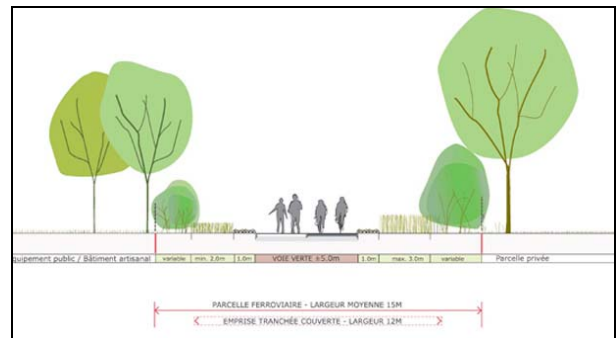 quipement public / Bâtiment artisanal variable min. 2.0m 1.0m VOIE VERTE ±5.0m 1.0m max. 3.0m variable Parcelle privée
PARCELLE FERROVIAIRE - LARGEUR MOYENNE 15M
EMPRISE TRANCHÉE COUVERTE - LARGEUR 12M